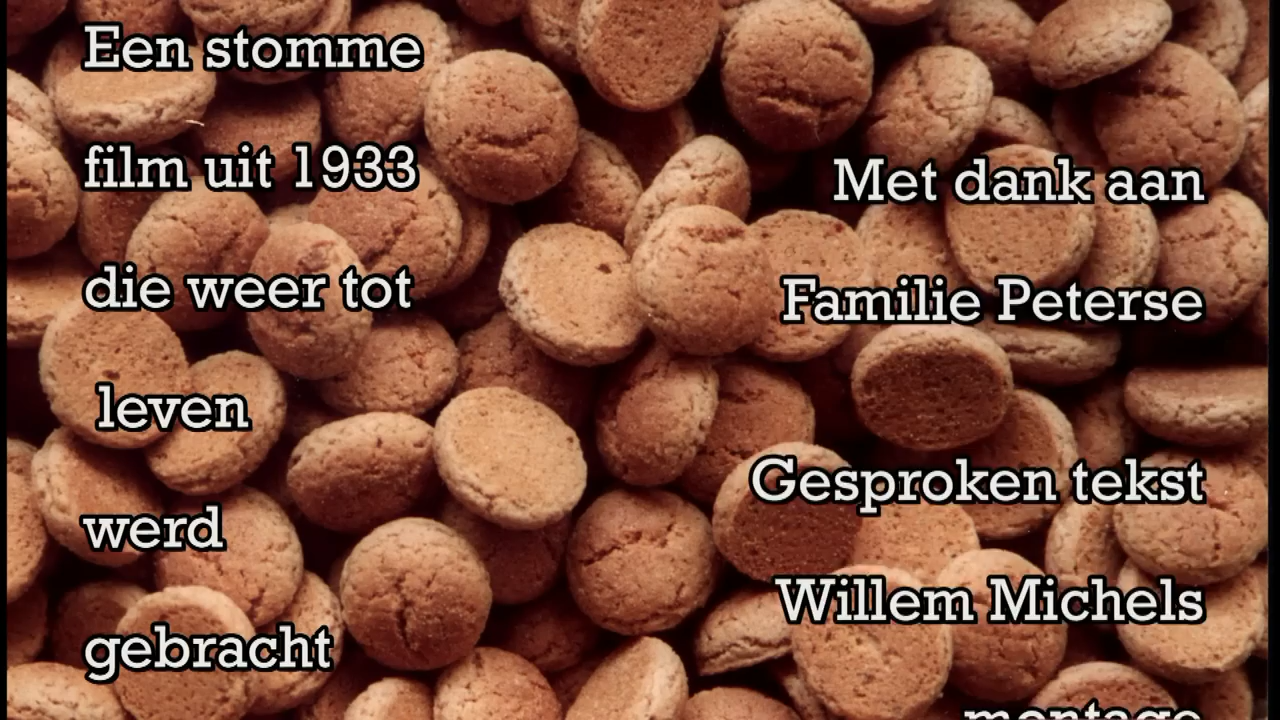 Een stomme
film uit 1933
die weer tot
leven
werd
gebracht
Met dank aan
Familie Peterse
Gesproken tekst
Willem Michels
montage